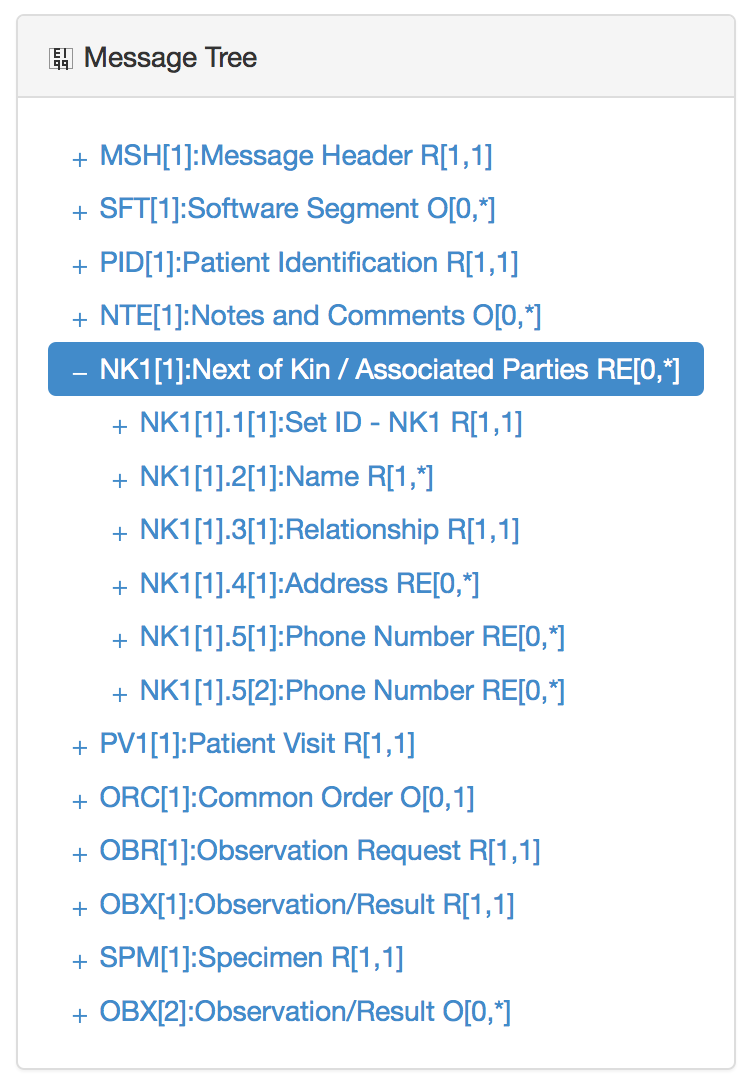 Message Tree
+ MSH[1]:Message Header R[1,1]
+ SFT[1]:Software Segment O[0,*]
+ PID[1]:Patient Identification R[1,1]
+ NTE[1]:Notes and Comments O[0,*]
– NK1[1]:Next of Kin / Associated Parties RE[0,*]
+ NK1[1].1[1]:Set ID - NK1 R[1,1]
+ NK1[1].2[1]:Name R[1,*]
+ NK1[1].3[1]:Relationship R[1,1]
+ NK1[1].4[1]:Address RE[0,*]
+ NK1[1].5[1]:Phone Number RE[0,*]
+ NK1[1].5[2]:Phone Number RE[0,*]
+ PV1[1]:Patient Visit R[1,1]
+ ORC[1]:Common Order O[0,1]
+ OBR[1]:Observation Request R[1,1]
+ OBX[1]:Observation/Result R[1,1]
+ SPM[1]:Specimen R[1,1]
+ OBX[2]:Observation/Result O[0,*]